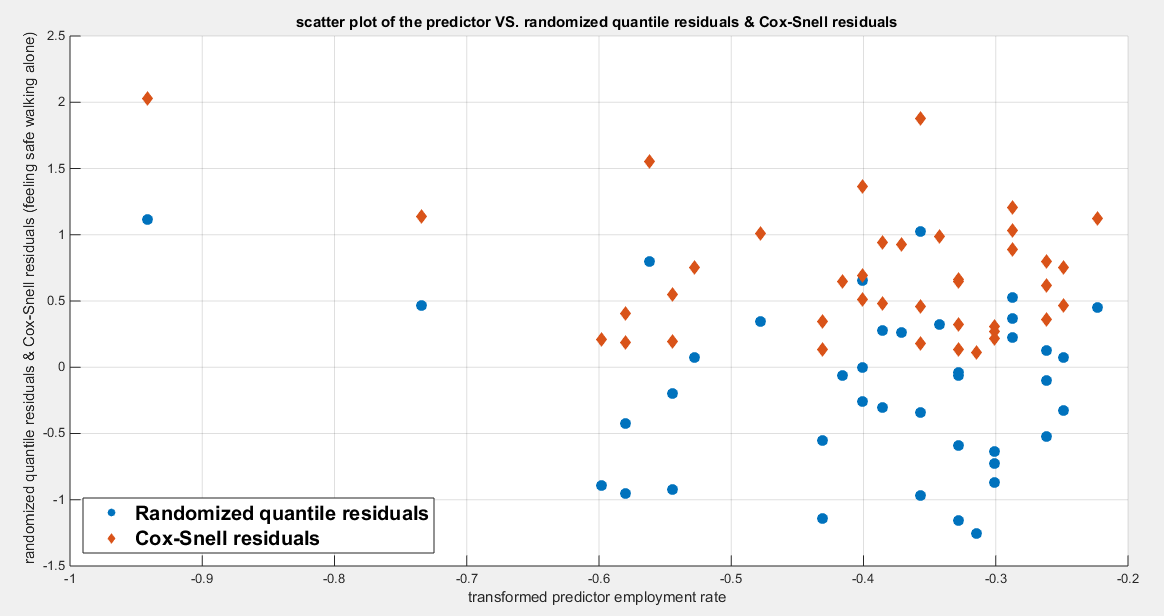 scatter plot of the predictor VS. randomized quantile residuals & Cox-Snell residuals
randomized quantile residuals & Cox-Snell residuals (feeling safe walking alone)
2.5
2
1.5
1
0.5
0
-0.5
-1
-1.5
Randomized quantile residuals
Cox-Snell residuals
-1 -0.9 -0.8 -0.7 -0.6 -0.5 -0.4 -0.3 -0.2
transformed predictor employment rate